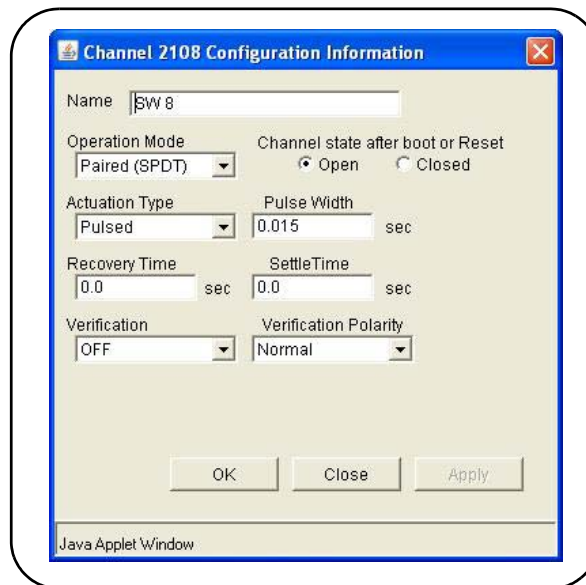 Channel 2108 Configuration Information
Name SW 8
Operation Mode Channel state after boot or Reset
Paired (SPDT) Open Closed
Actuation Type Pulse Width
Pulsed 0.015 sec
Recovery Time SettleTime
0.0 sec 0.0 sec
Verification Verification Polarity
OFF Normal
OK Close Apply
Java Applet Window